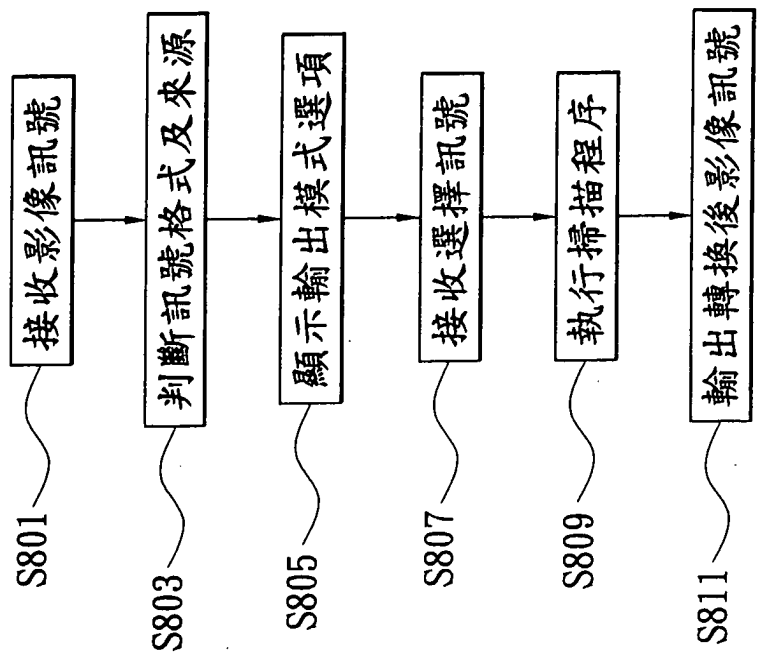 接收影像訊號
S801
判斷訊號格式及來源
S803
顯示輸出模式選項
S805
接收選擇訊號
S807
執行掃描程序
S809
輸出轉換後影像訊號
S811